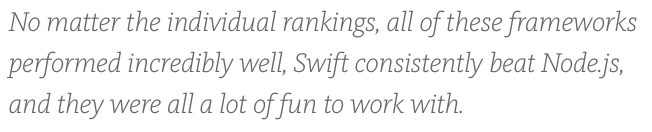 No matter the individual rankings, all of these frameworks
performed incredibly well, Swift consistently beat Node.js,
and they were all a lot of fun to work with.